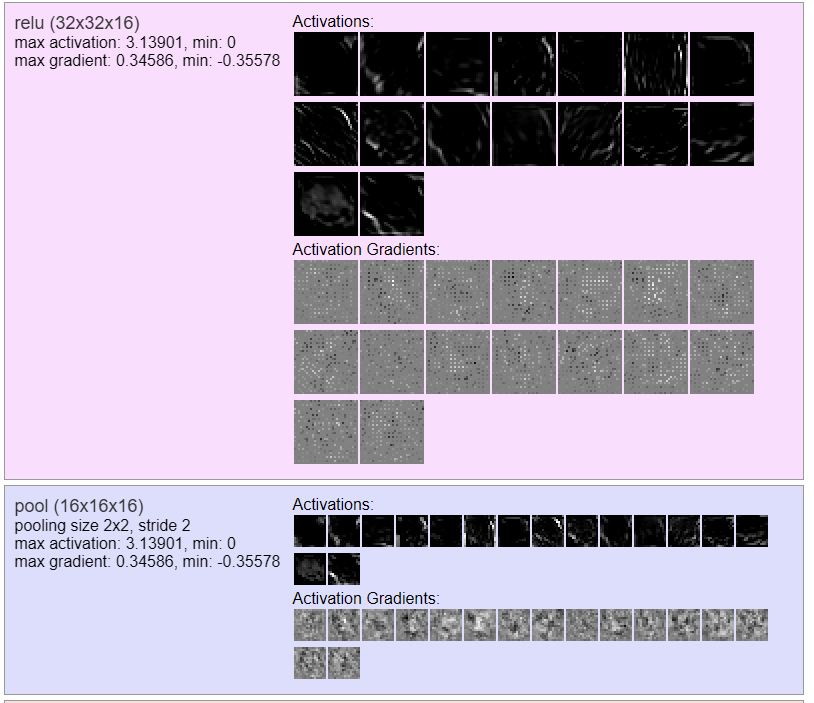 relu (32x32x16)
max activation: 3.13901, min: 0
max gradient: 0.34586, min: -0.35578
Activations:
Activation Gradients:
pool (16x16x16)
pooling size 2x2, stride 2
max activation: 3.13901, min: 0
max gradient: 0.34586, min: -0.35578
Activations:
Activation Gradients: